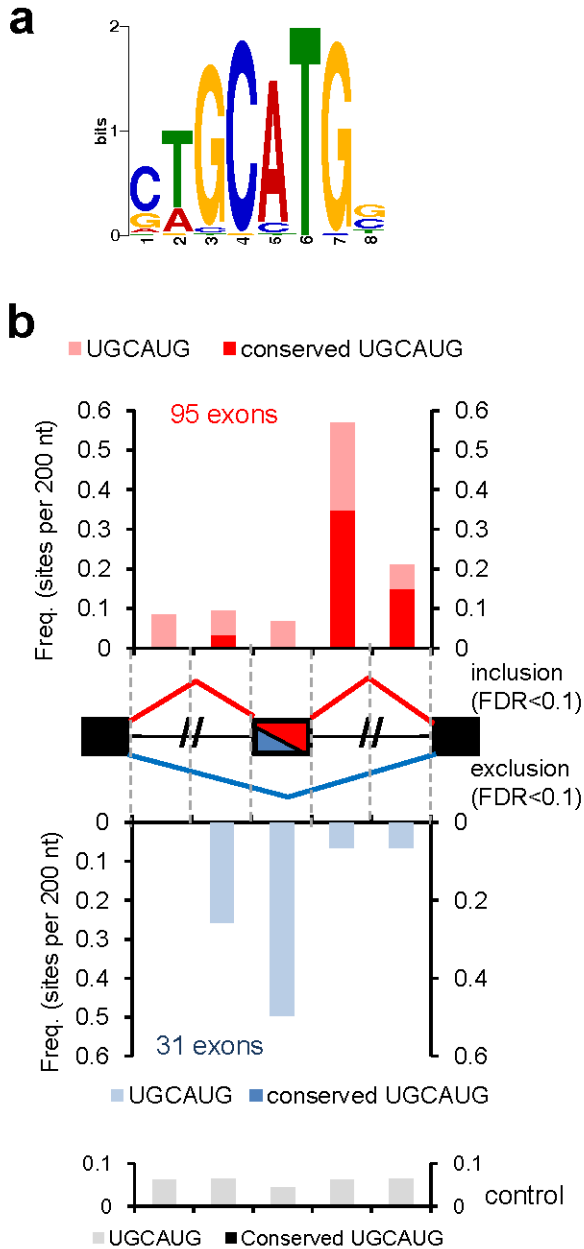 a
2
1
0
bits
C T G C A T G G
G A C C C
A T
1 2 3 4 5 6 7 8
b
UGCAUG conserved UGCAUG
95 exons
Freq. (sites per 200 nt)
0.6 0.6
0.5 0.5
0.4 0.4
0.3 0.3
0.2 0.2
0.1 0.1
0 0
inclusion
(FDR<0.1)
//
//
exclusion
(FDR<0.1)
Freq. (sites per 200 nt)
0 0
0.1 0.1
0.2 0.2
0.3 0.3
0.4 0.4
0.5 0.5
0.6 0.6
31 exons
UGCAUG conserved UGCAUG
0.1 0.1
0 0
control
UGCAUG Conserved UGCAUG